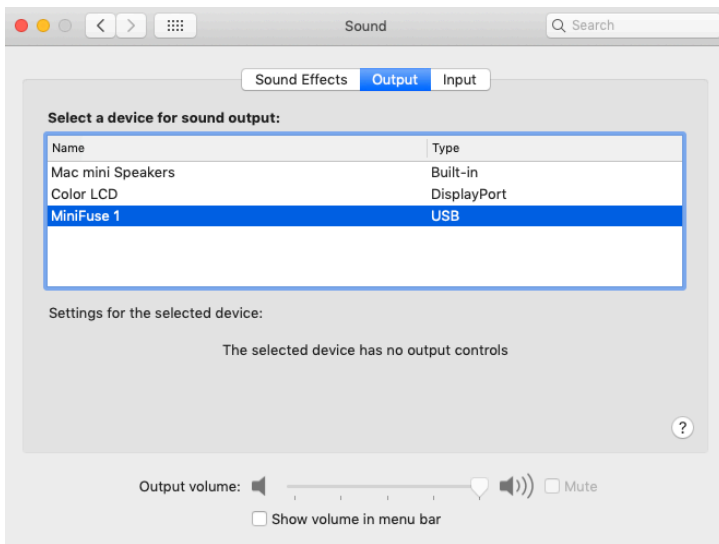 Sound
Search
Sound Effects Output Input
Select a device for sound output:
Name Type
Mac mini Speakers Built-in
Color LCD DisplayPort
MiniFuse 1 USB
Settings for the selected device:
The selected device has no output controls
?
Output volume: Mute
Show volume in menu bar